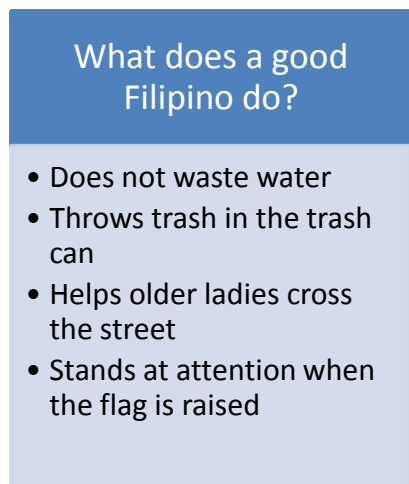 What does a good
Filipino do?
• Does not waste water
• Throws trash in the trash
can
• Helps older ladies cross
the street
• Stands at attention when
the flag is raised